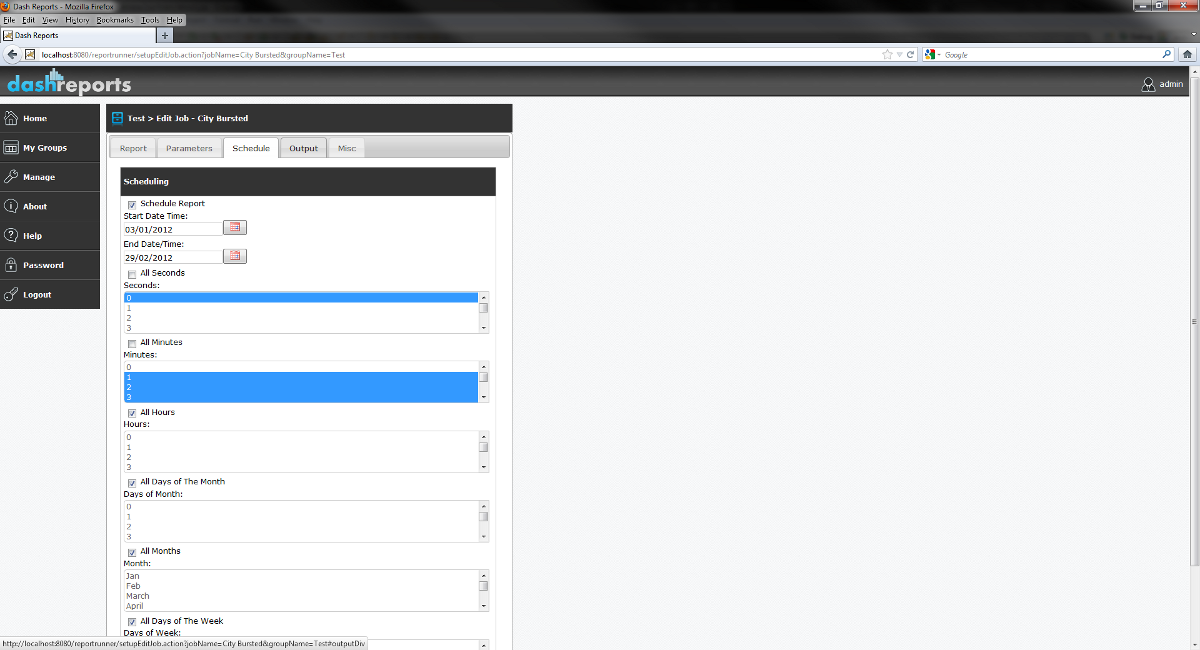 Dash Reports - Mozilla Firefox
File Edit View History Bookmarks Tools Help
Dash Reports
localhost:8080/reportrunner/setupEditJob.action?jobName=City Bursted&groupName=Test
Google
dashreports
admin
Home
My Groups
Manage
About
Help
Password
Logout
Test > Edit Job - City Bursted
Report Parameters Schedule Output Misc
Scheduling
Schedule Report
Start Date Time:
03/01/2012
End Date/Time:
29/02/2012
All Seconds
Seconds:
0
1
2
3
All Minutes
Minutes:
0
1
2
3
All Hours
Hours:
0
1
2
3
All Days of The Month
Days of Month:
0
1
2
3
All Months
Month:
Jan
Feb
March
April
All Days of The Week
Days of Week:
http://localhost:8080/reportrunner/setupEditJob.action?jobName=City Bursted&groupName=Test#outputDiv